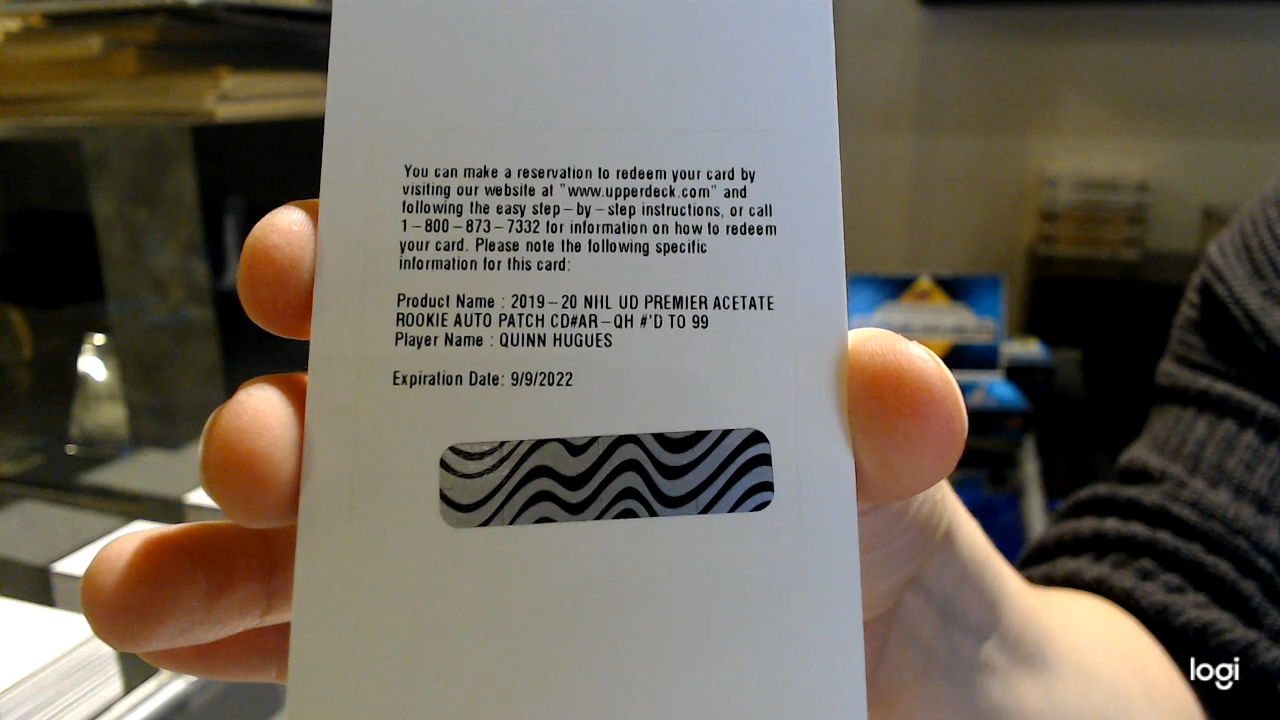 You can make a reservation to redeem your card by
visiting our website at "www.upperdeck.com" and
following the easy step-by-step instructions, or call
1-800-873-7332 for information on how to redeem
your card. Please note the following specific
information for this card:
Product Name : 2019-20 NHL UD PREMIER ACETATE
ROOKIE AUTO PATCH CD#AR-QH #'D TO 99
Player Name : QUINN HUGUES
Expiration Date: 9/9/2022
logi